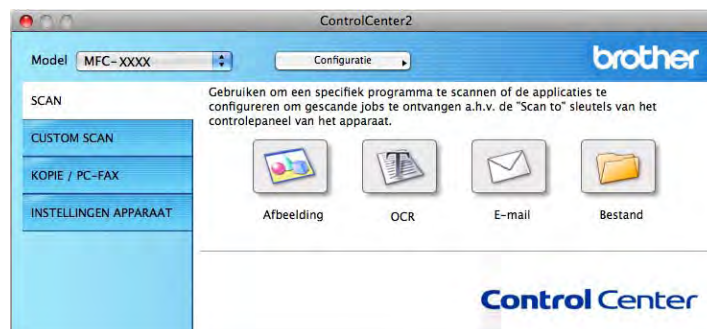 ControlCenter2
Model MFC-XXXX Configuratie brother
SCAN
CUSTOM SCAN
KOPIE / PC-FAX
INSTELLINGEN APPARAAT
Gebruiken om een specifiek programma te scannen of de applicaties te
configureren om gescande jobs te ontvangen a.h.v. de "Scan to" sleutels van het
controlepaneel van het apparaat.
Afbeelding OCR E-mail Bestand
Control Center